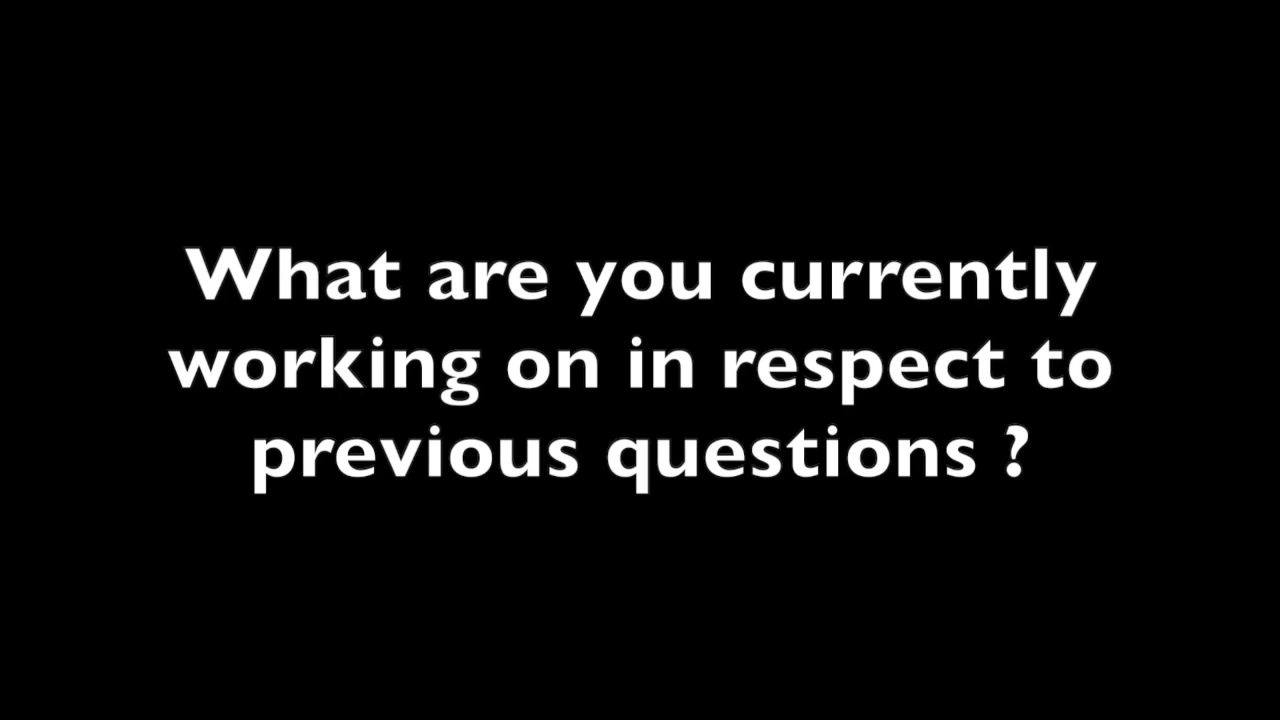 What are you currently
working on in respect to
previous questions ?